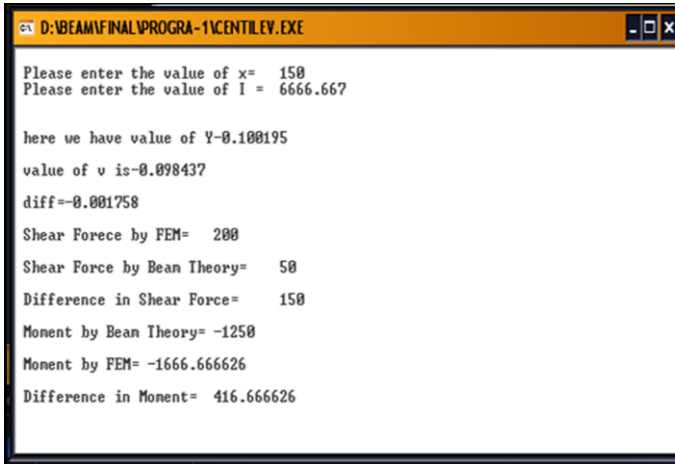 D:\BEAM\FINAL\PROGRA~1\CENTILEV.EXE
Please enter the value of x= 150
Please enter the value of I = 6666.667
here we have value of Y-0.100195
value of v is-0.098437
diff=-0.001758
Shear Forece by FEM= 200
Shear Force by Beam Theory= 50
Difference in Shear Force= 150
Moment by Beam Theory= -1250
Moment by FEM= -1666.666626
Difference in Moment= 416.666626